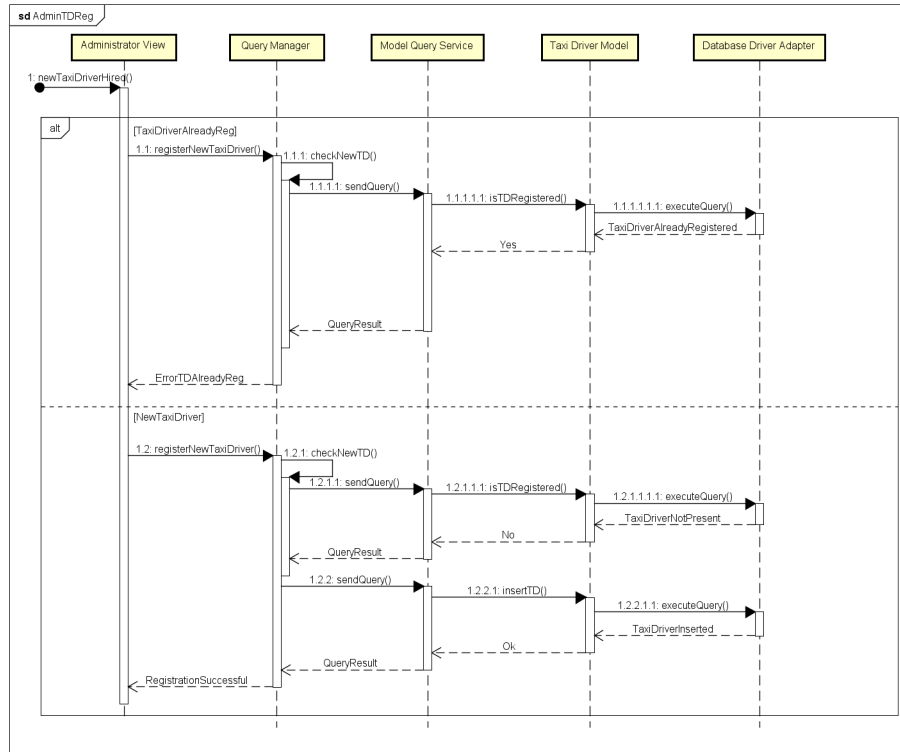 sd AdminTDReg
Administrator View
Query Manager
Model Query Service
Taxi Driver Model
Database Driver Adapter
1: newTaxiDriverHired()
alt
[TaxiDriverAlreadyReg]
1.1: registerNewTaxiDriver()
1.1.1: checkNewTD()
1.1.1.1: sendQuery()
1.1.1.1.1: isTDRegistered()
1.1.1.1.1.1: executeQuery()
TaxiDriverAlreadyRegistered
Yes
QueryResult
ErrorTDAlreadyReg
[NewTaxiDriver]
1.2: registerNewTaxiDriver()
1.2.1: checkNewTD()
1.2.1.1: sendQuery()
1.2.1.1.1: isTDRegistered()
1.2.1.1.1.1: executeQuery()
TaxiDriverNotPresent
No
QueryResult
1.2.2: sendQuery()
1.2.2.1: insertTD()
1.2.2.1.1: executeQuery()
TaxiDriverInserted
Ok
QueryResult
RegistrationSuccessful